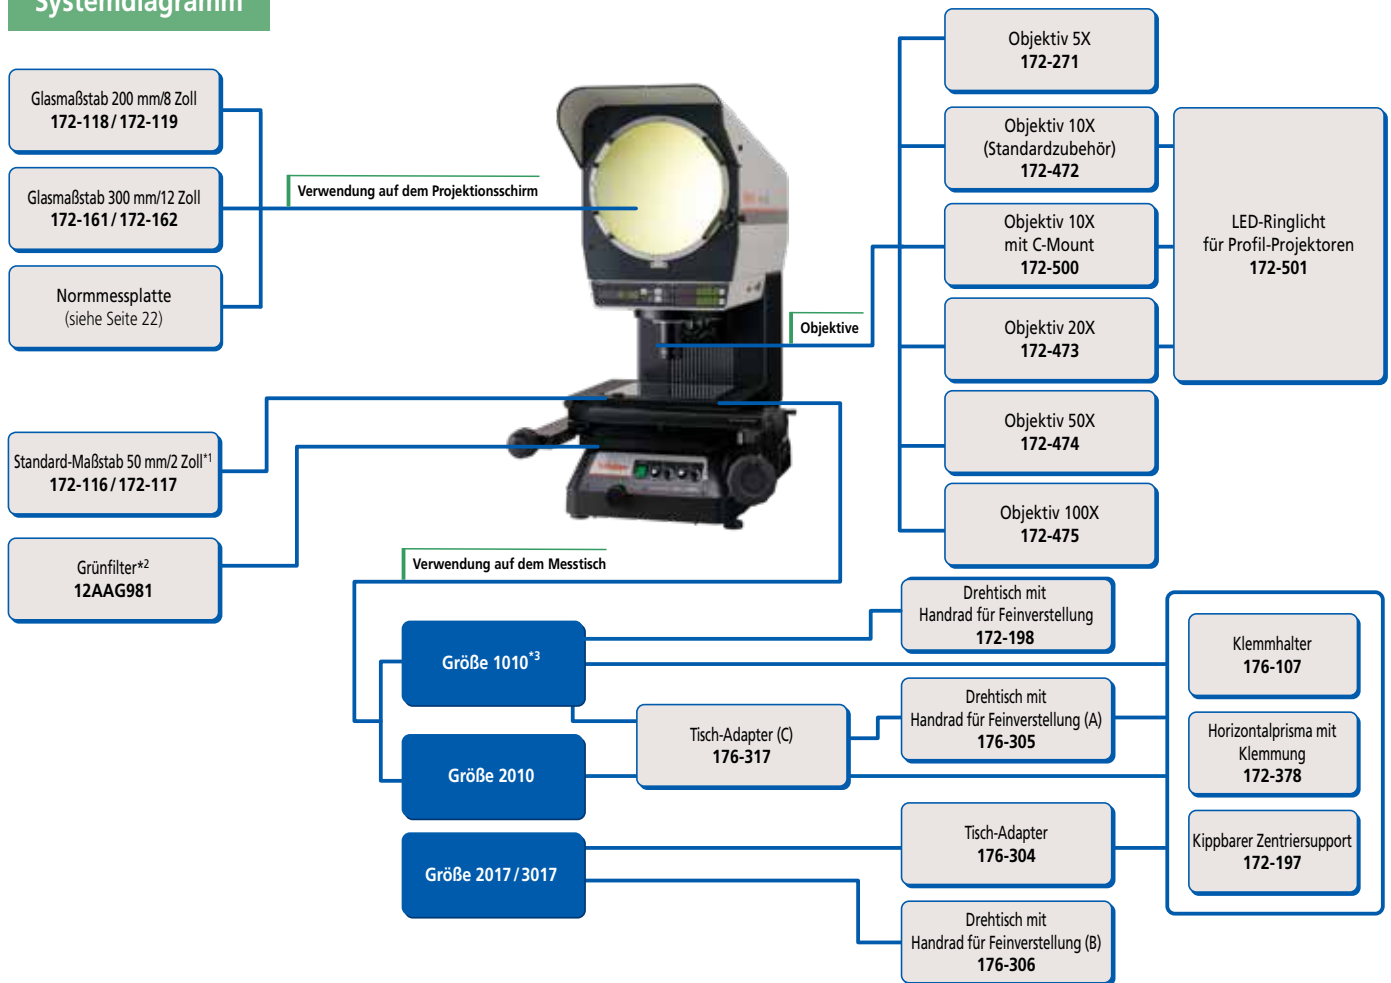 Systemdiagramm
Glasmaßstab 200 mm/8 Zoll
172-118 / 172-119
Glasmaßstab 300 mm/12 Zoll
172-161 / 172-162
Normmessplatte
(siehe Seite 22)
Verwendung auf dem Projektionsschirm
Standard-Maßstab 50 mm/2 Zoll*1
172-116 / 172-117
Grünfilter*2
12AAG981
Objektive
Objektiv 5X
172-271
Objektiv 10X
(Standardzubehör)
172-472
Objektiv 10X
mit C-Mount
172-500
Objektiv 20X
172-473
Objektiv 50X
172-474
Objektiv 100X
172-475
LED-Ringlicht
für Profil-Projektoren
172-501
Verwendung auf dem Messtisch
Größe 1010*3
Größe 2010
Größe 2017 / 3017
Tisch-Adapter (C)
176-317
Drehtisch mit
Handrad für Feinverstellung
172-198
Drehtisch mit
Handrad für Feinverstellung (A)
176-305
Tisch-Adapter
176-304
Drehtisch mit
Handrad für Feinverstellung (B)
176-306
Klemmhalter
176-107
Horizontalprisma mit
Klemmung
172-378
Kippbarer Zentriersupport
172-197